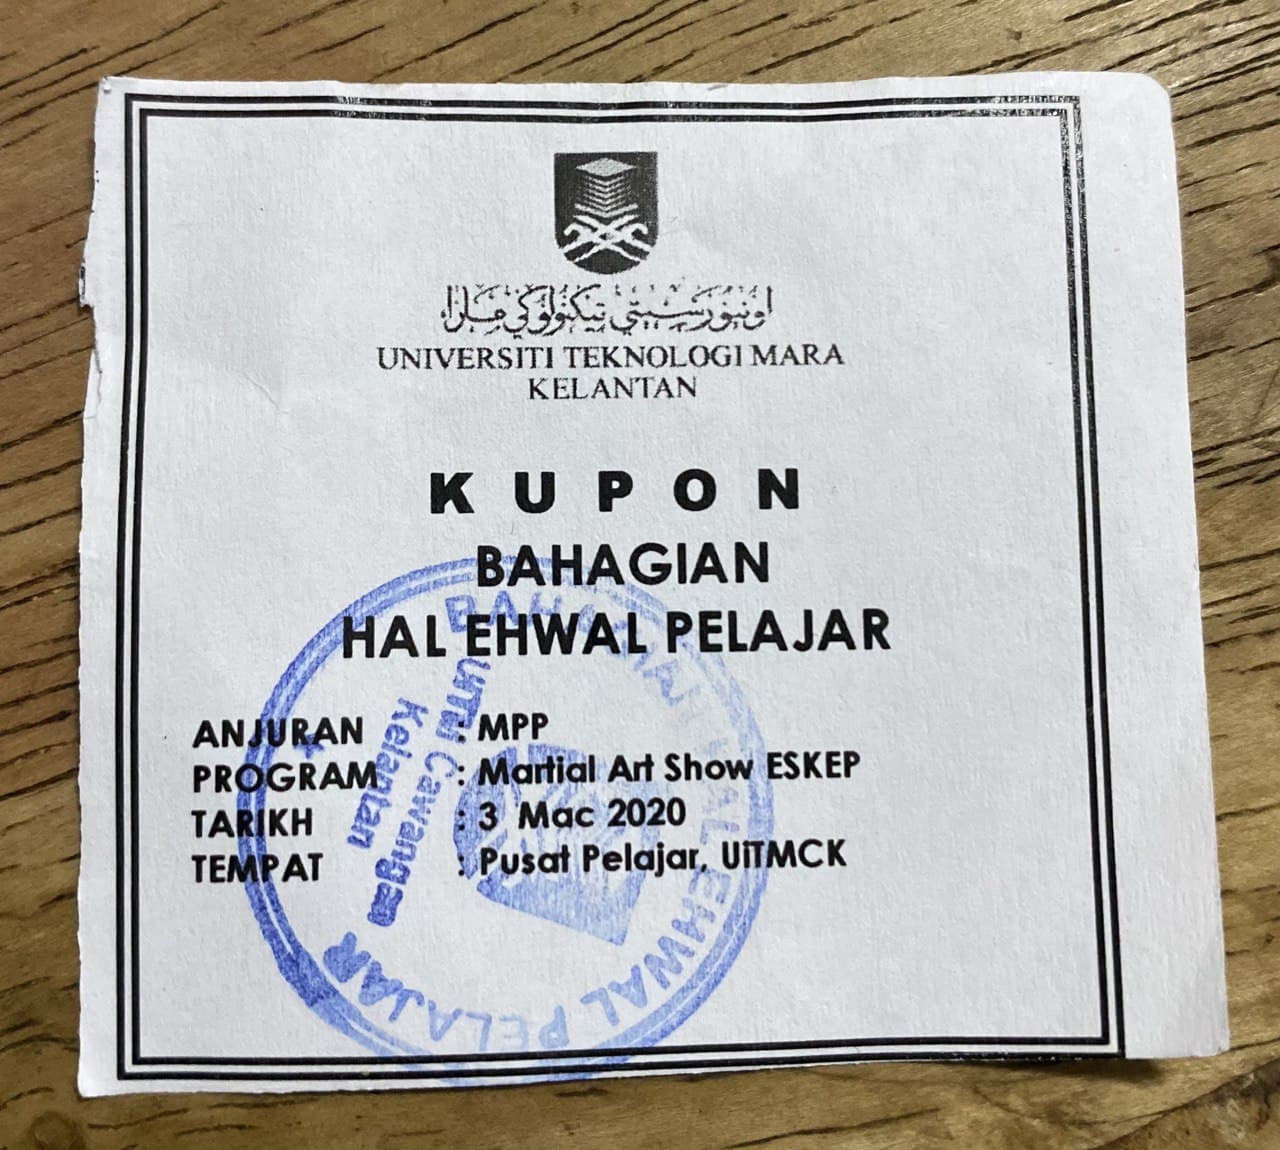 اونيۏرسيتي تيكنولوكي مارا
UNIVERSITI TEKNOLOGI MARA
KELANTAN
KUPON
BAHAGIAN
HAL EHWAL PELAJAR
ANJURAN : MPP
PROGRAM : Martial Art Show ESKEP
TARIKH : 3 Mac 2020
TEMPAT : Pusat Pelajar, UiTMCK
BAHAGIAN HAL EHWAL PELAJAR
UiTM Cawangan
Kelantan